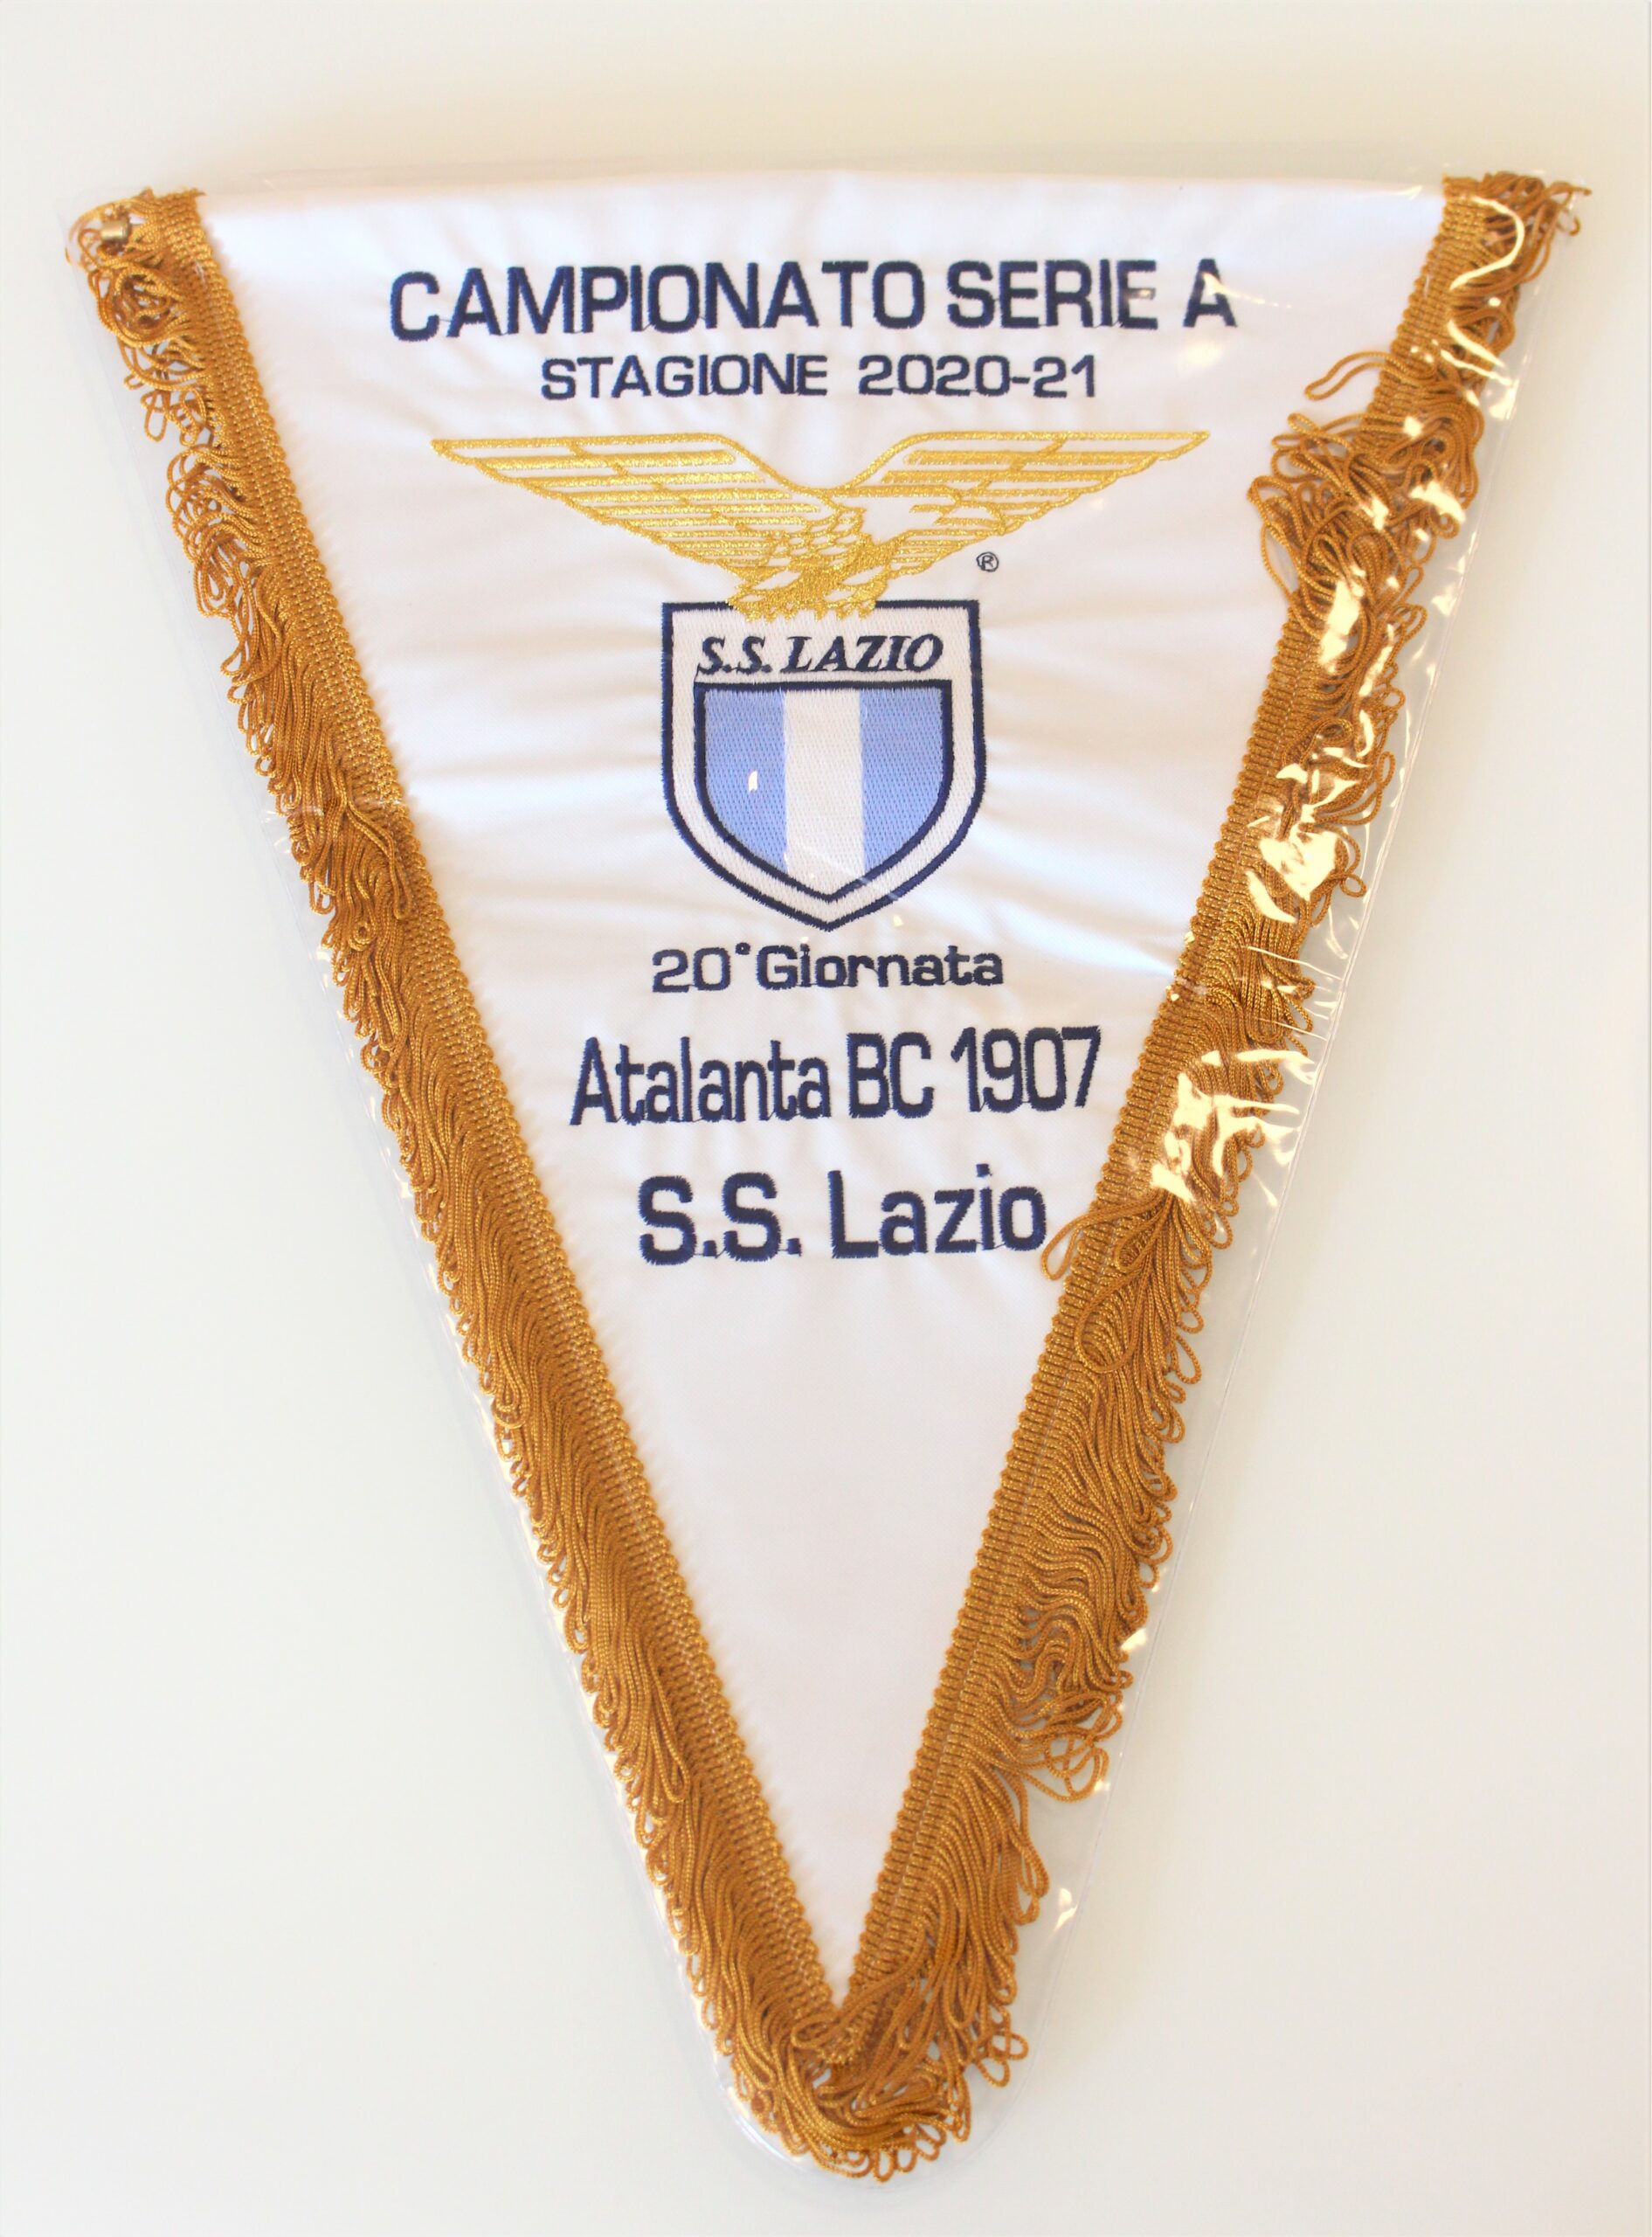 CAMPIONATO SERIE A
STAGIONE 2020-21
®
S.S. LAZIO
20°Giornata
Atalanta BC 1907
S.S. Lazio